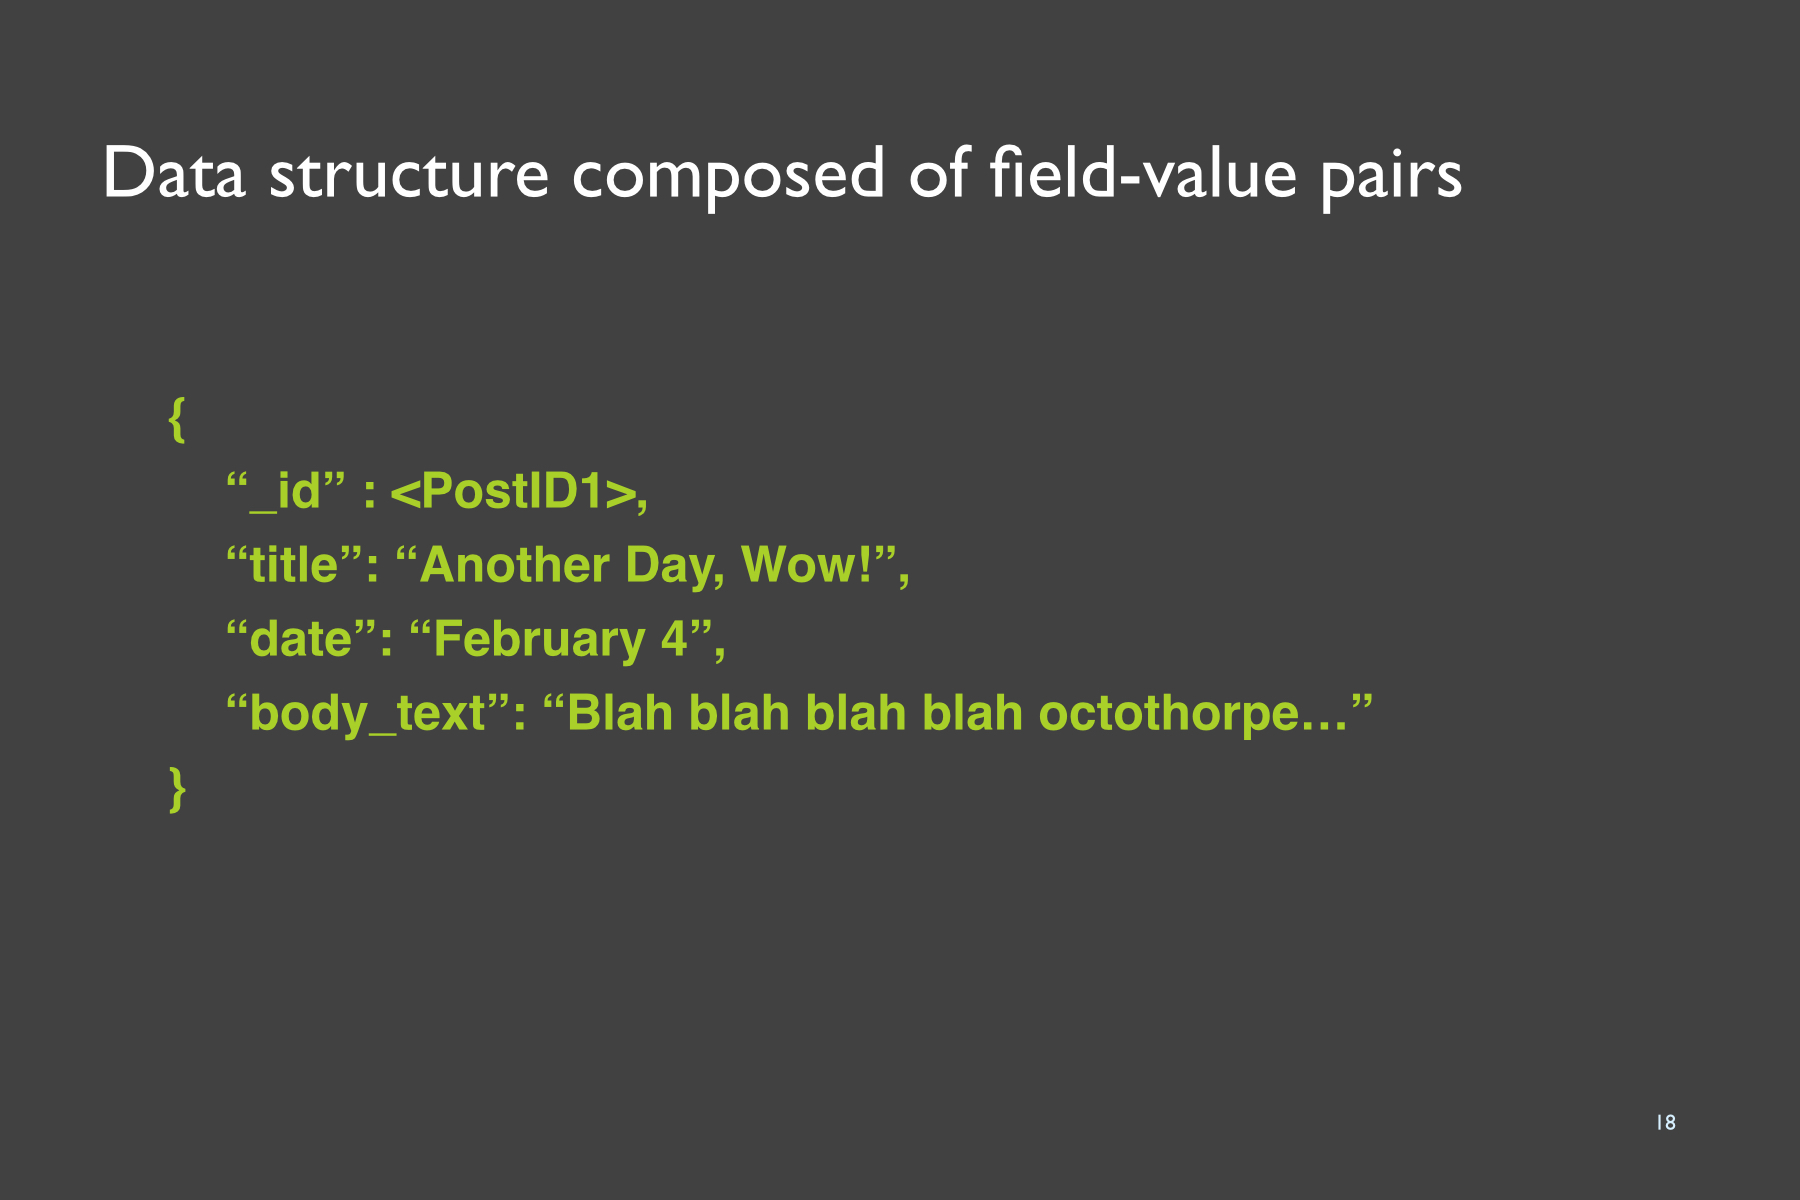 Data structure composed of field-value pairs
{
“_id” : <PostID1>,
“title”: “Another Day, Wow!”,
“date”: “February 4”,
“body_text”: “Blah blah blah blah octothorpe…”
}
18